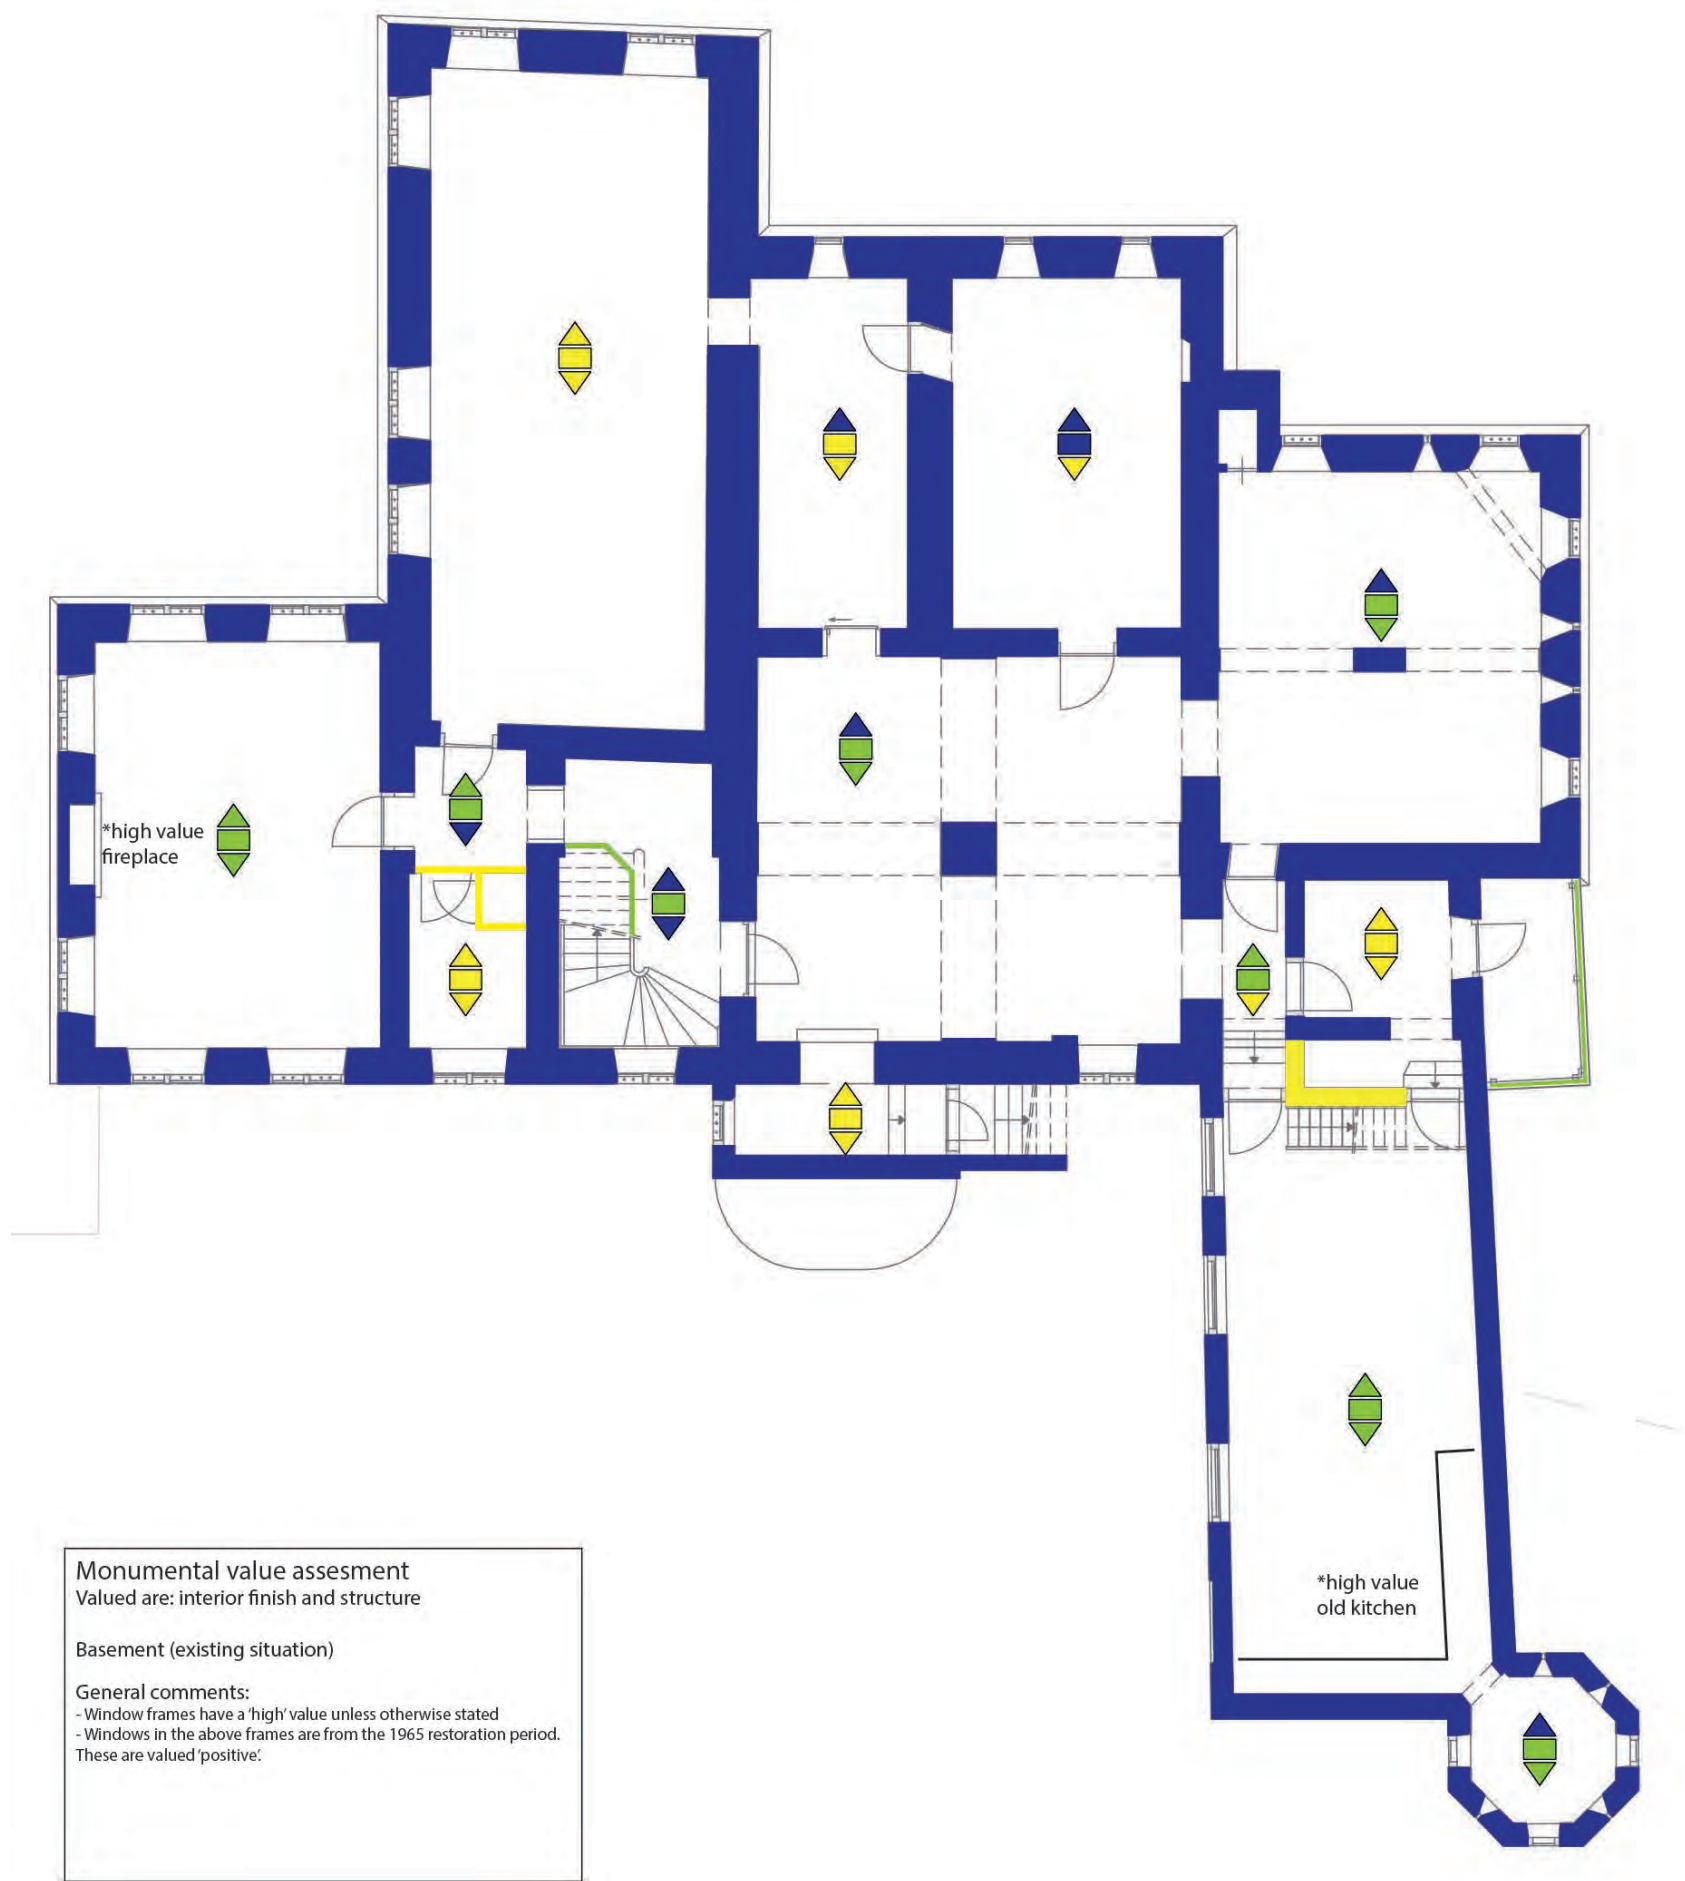 *high value
fireplace
*high value
old kitchen
Monumental value assesment
Valued are: interior finish and structure
Basement (existing situation)
General comments:
- Window frames have a ‘high’ value unless otherwise stated
- Windows in the above frames are from the 1965 restoration period.
These are valued ‘positive’.